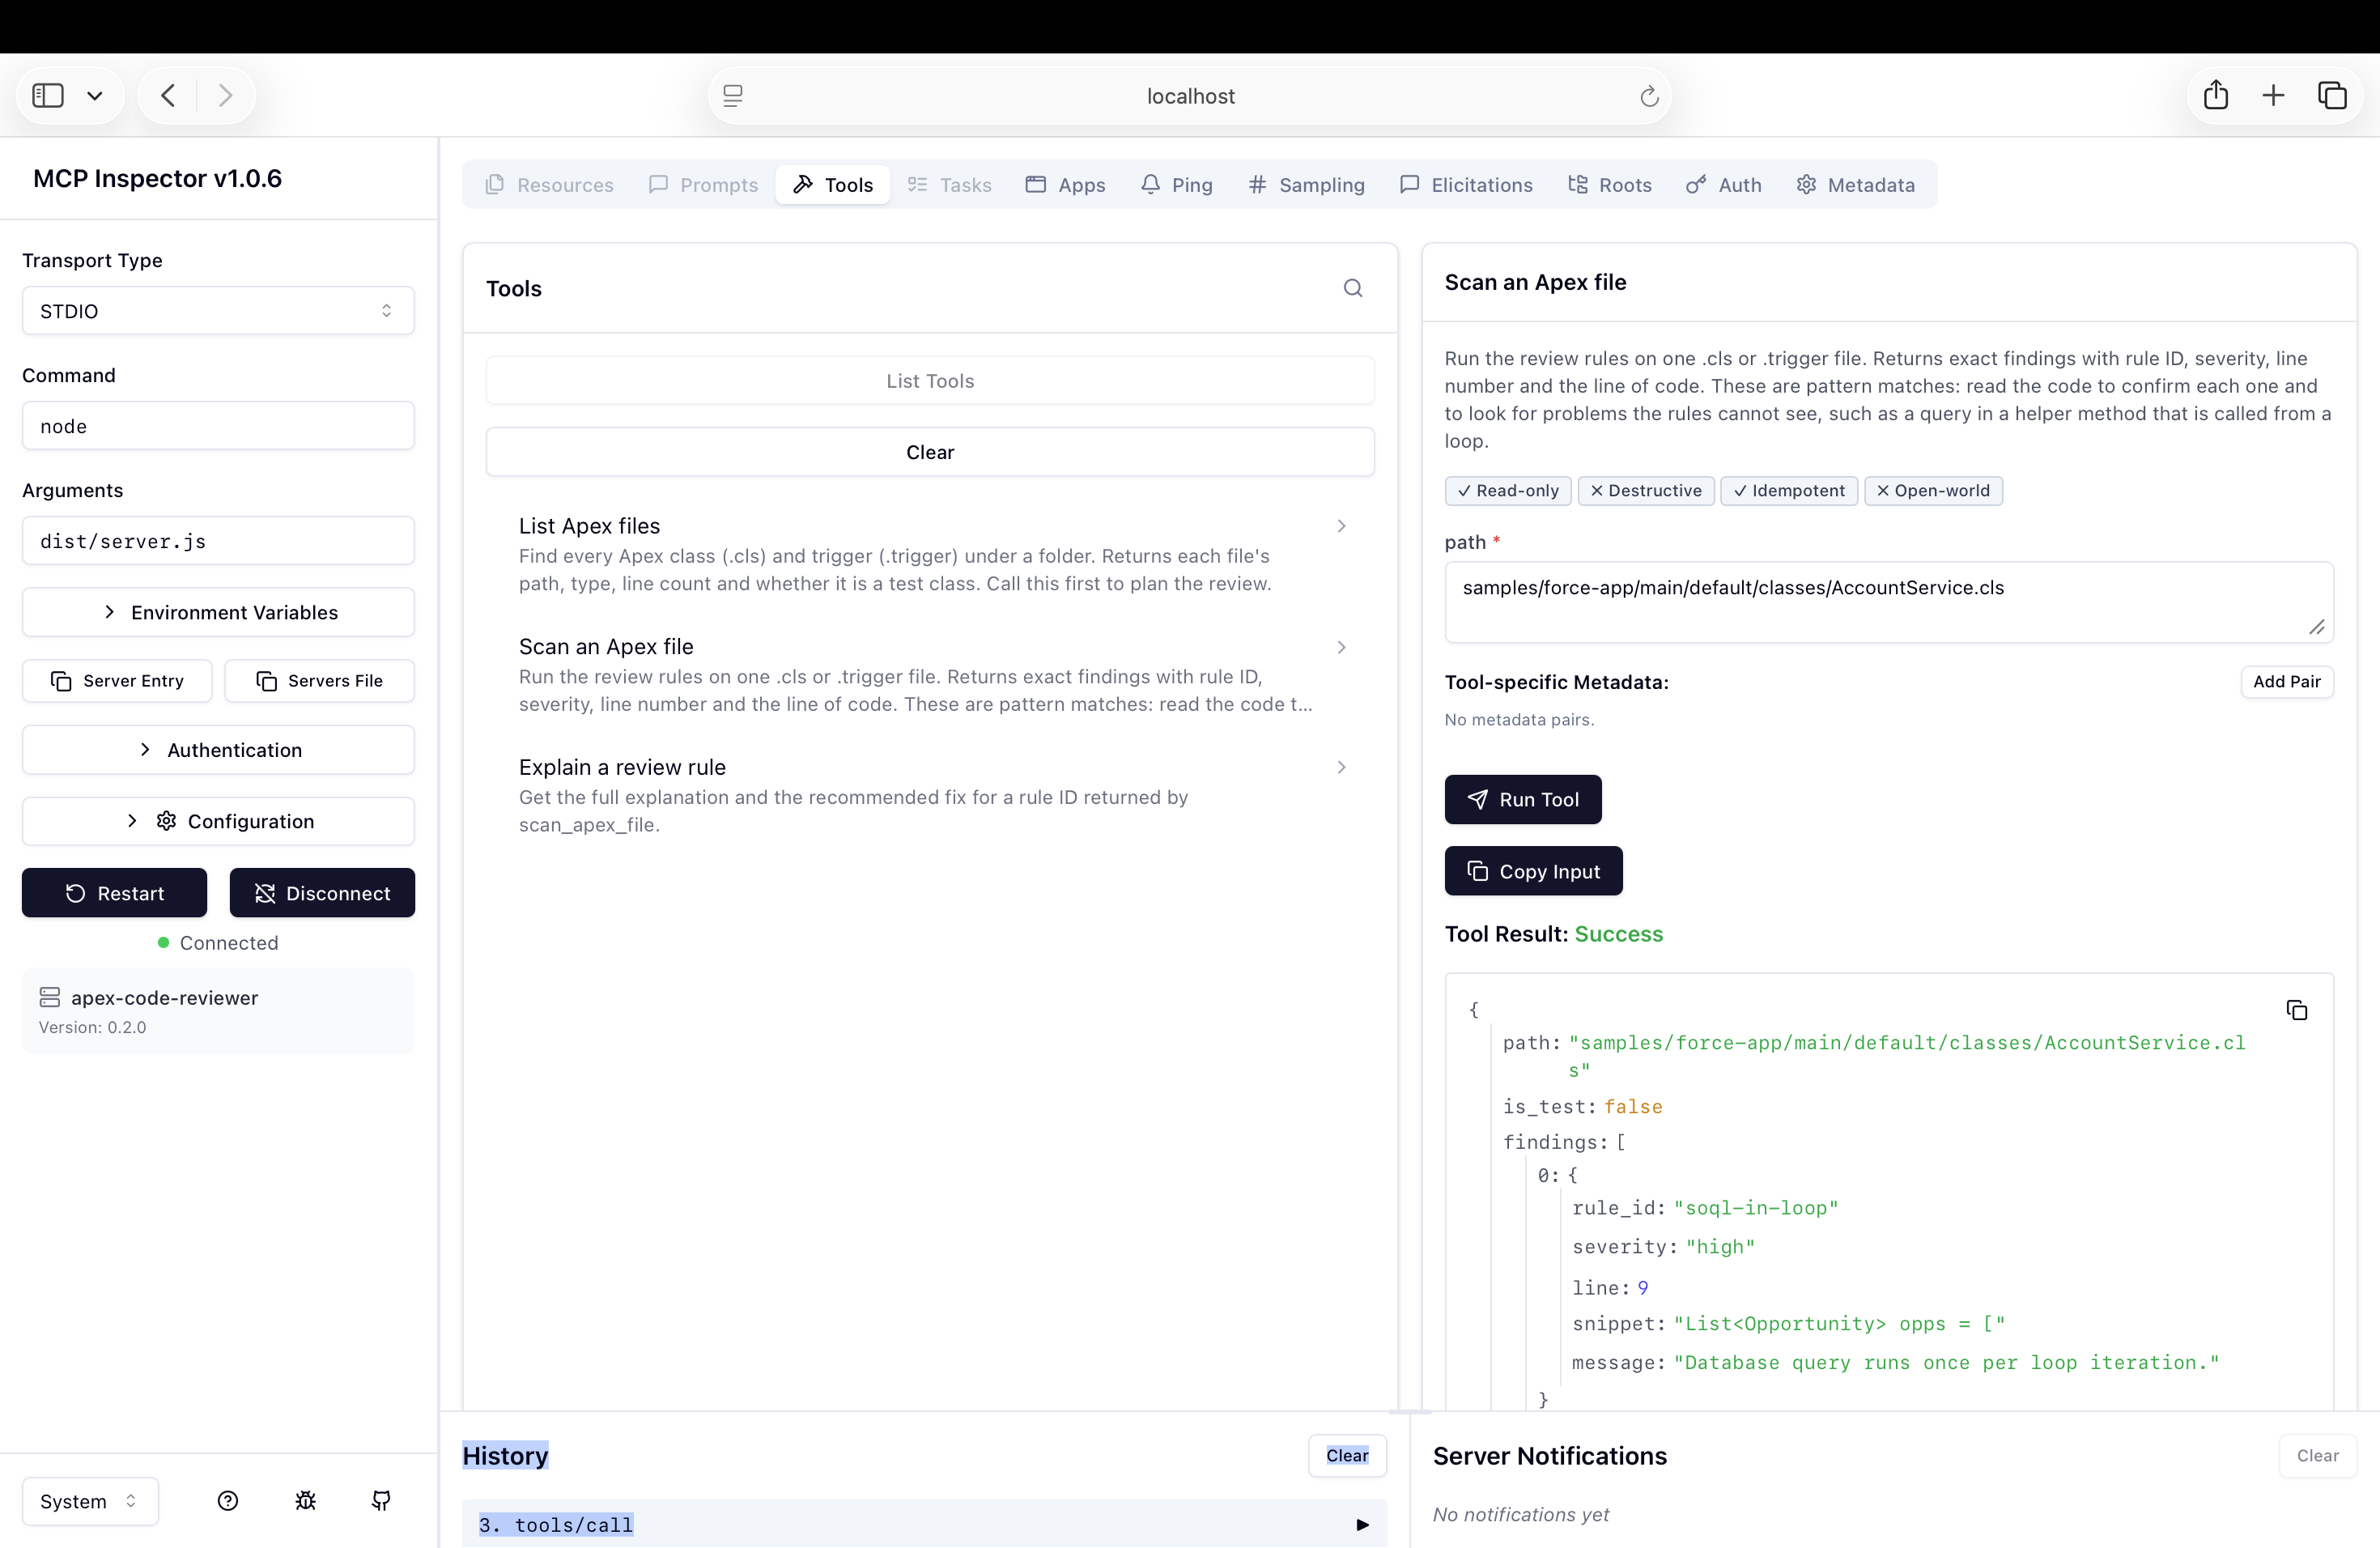 localhost
MCP Inspector v1.0.6
Transport Type
STDIO
Command
node
Arguments
dist/server.js
Environment Variables
Server Entry
Servers File
Authentication
Configuration
Restart
Disconnect
Connected
apex-code-reviewer
Version: 0.2.0
System
Resources
Prompts
Tools
Tasks
Apps
Ping
Sampling
Elicitations
Roots
Auth
Metadata
Tools
List Tools
Clear
List Apex files
Find every Apex class (.cls) and trigger (.trigger) under a folder. Returns each file's
path, type, line count and whether it is a test class. Call this first to plan the review.
Scan an Apex file
Run the review rules on one .cls or .trigger file. Returns exact findings with rule ID,
severity, line number and the line of code. These are pattern matches: read the code t...
Explain a review rule
Get the full explanation and the recommended fix for a rule ID returned by
scan_apex_file.
Scan an Apex file
Run the review rules on one .cls or .trigger file. Returns exact findings with rule ID, severity, line
number and the line of code. These are pattern matches: read the code to confirm each one and
to look for problems the rules cannot see, such as a query in a helper method that is called from a
loop.
Read-only
Destructive
Idempotent
Open-world
path *
samples/force-app/main/default/classes/AccountService.cls
Tool-specific Metadata:
Add Pair
No metadata pairs.
Run Tool
Copy Input
Tool Result: Success
{
path: "samples/force-app/main/default/classes/AccountService.cl
s"
is_test: false
findings: [
0: {
rule_id: "soql-in-loop"
severity: "high"
line: 9
snippet: "List<Opportunity> opps = ["
message: "Database query runs once per loop iteration."
}
History
Clear
3. tools/call
Server Notifications
Clear
No notifications yet